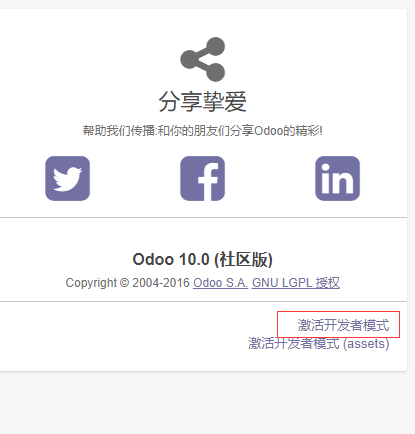 分享挚爱
帮助我们传播:和你的朋友们分享Odoo的精彩!
in
Odoo 10.0 (社区版)
Copyright © 2004-2016 Odoo S.A. GNU LGPL 授权
激活开发者模式
激活开发者模式 (assets)